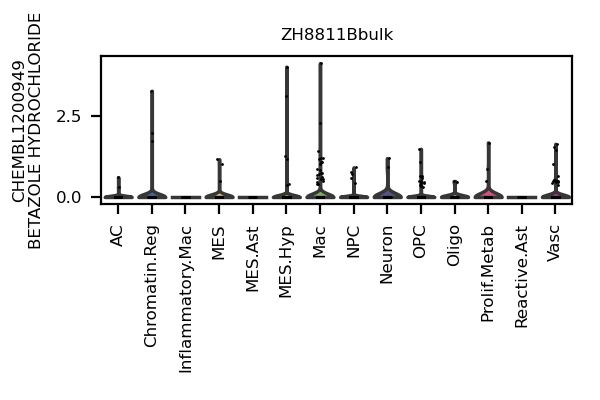 ZH8811Bbulk
CHEMBL1200949
BETAZOLE HYDROCHLORIDE
2.5
0.0
AC
Chromatin.Reg
Inflammatory.Mac
MES
MES.Ast
MES.Hyp
Mac
NPC
Neuron
OPC
Oligo
Prolif.Metab
Reactive.Ast
Vasc